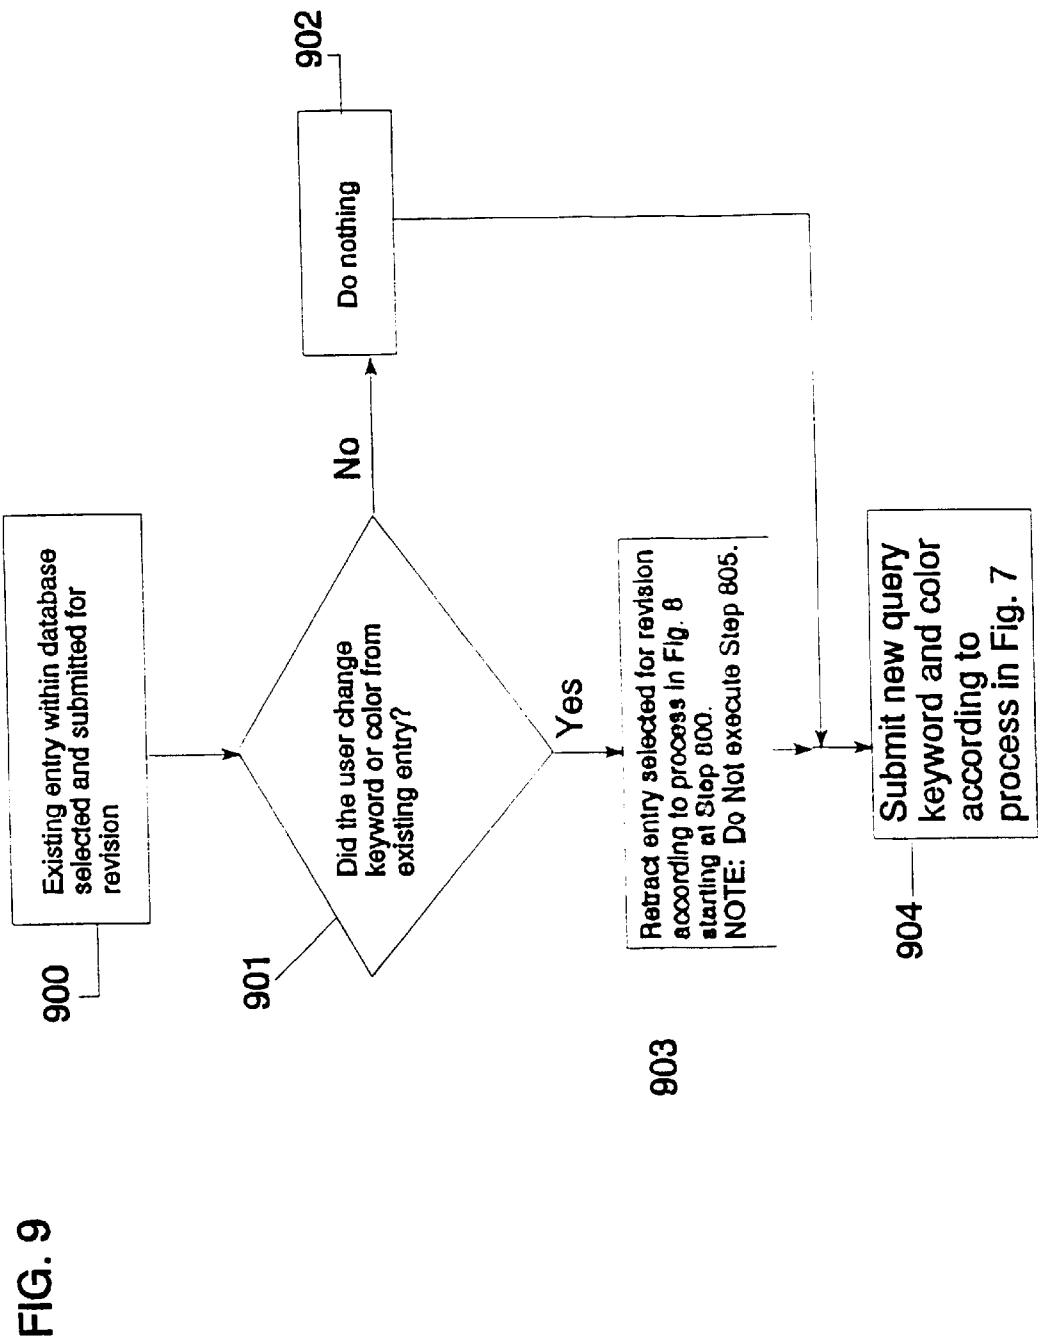 FIG. 9
900
Existing entry within database
selected and submitted for
revision
901
Did the user change
keyword or color from
existing entry?
No
902
Do nothing
Yes
903
Retract entry selected for revision
according to process in Fig. 8
starting at Step 800.
NOTE: Do Not execute Step 805.
904
Submit new query
keyword and color
according to
process in Fig. 7